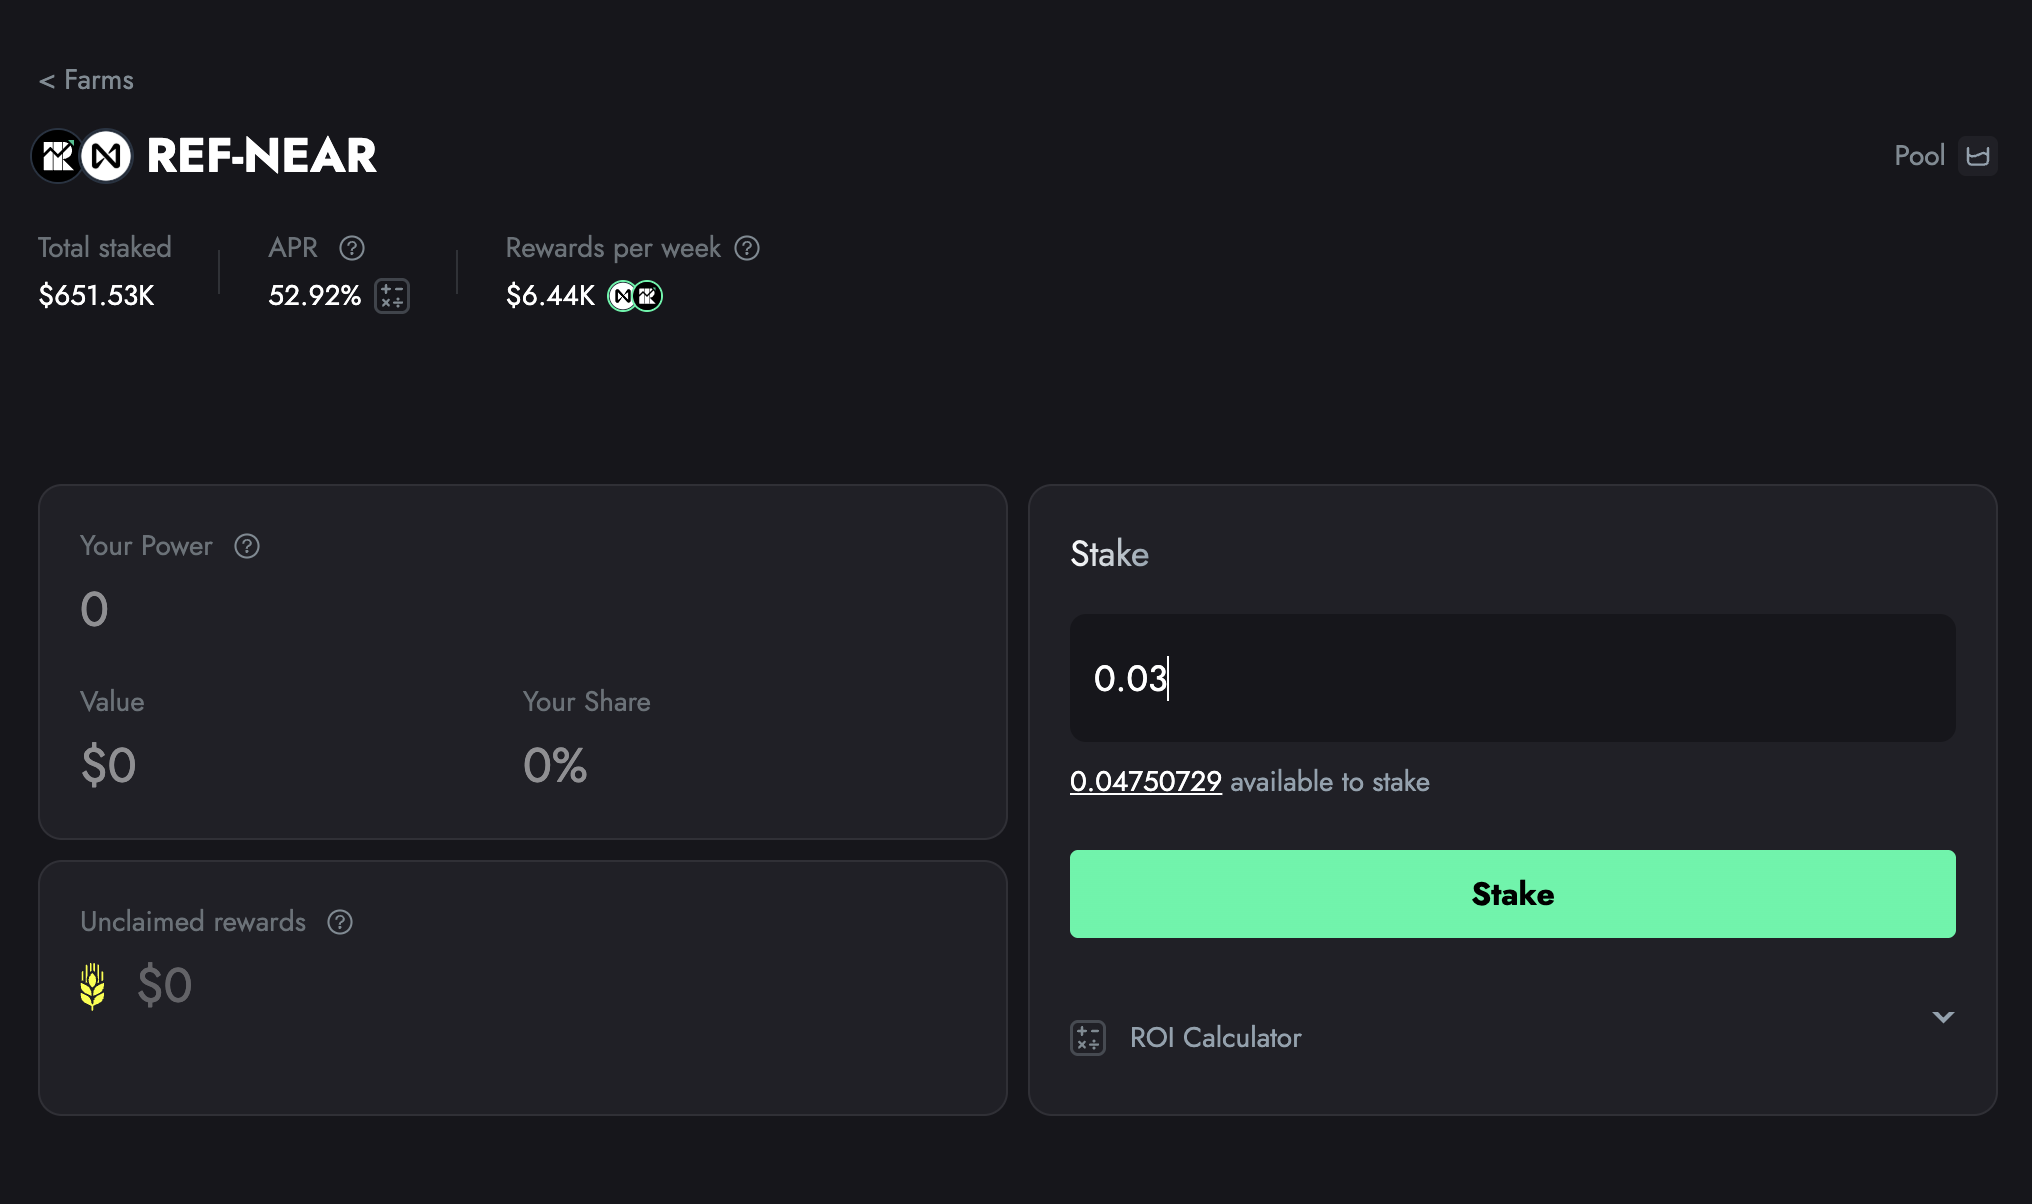 < Farms
REF-NEAR
Pool
Total staked
$651.53K
APR
52.92%
Rewards per week
$6.44K
Your Power
0
Value
$0
Your Share
0%
Unclaimed rewards
$0
Stake
0.03
0.04750729 available to stake
Stake
ROI Calculator